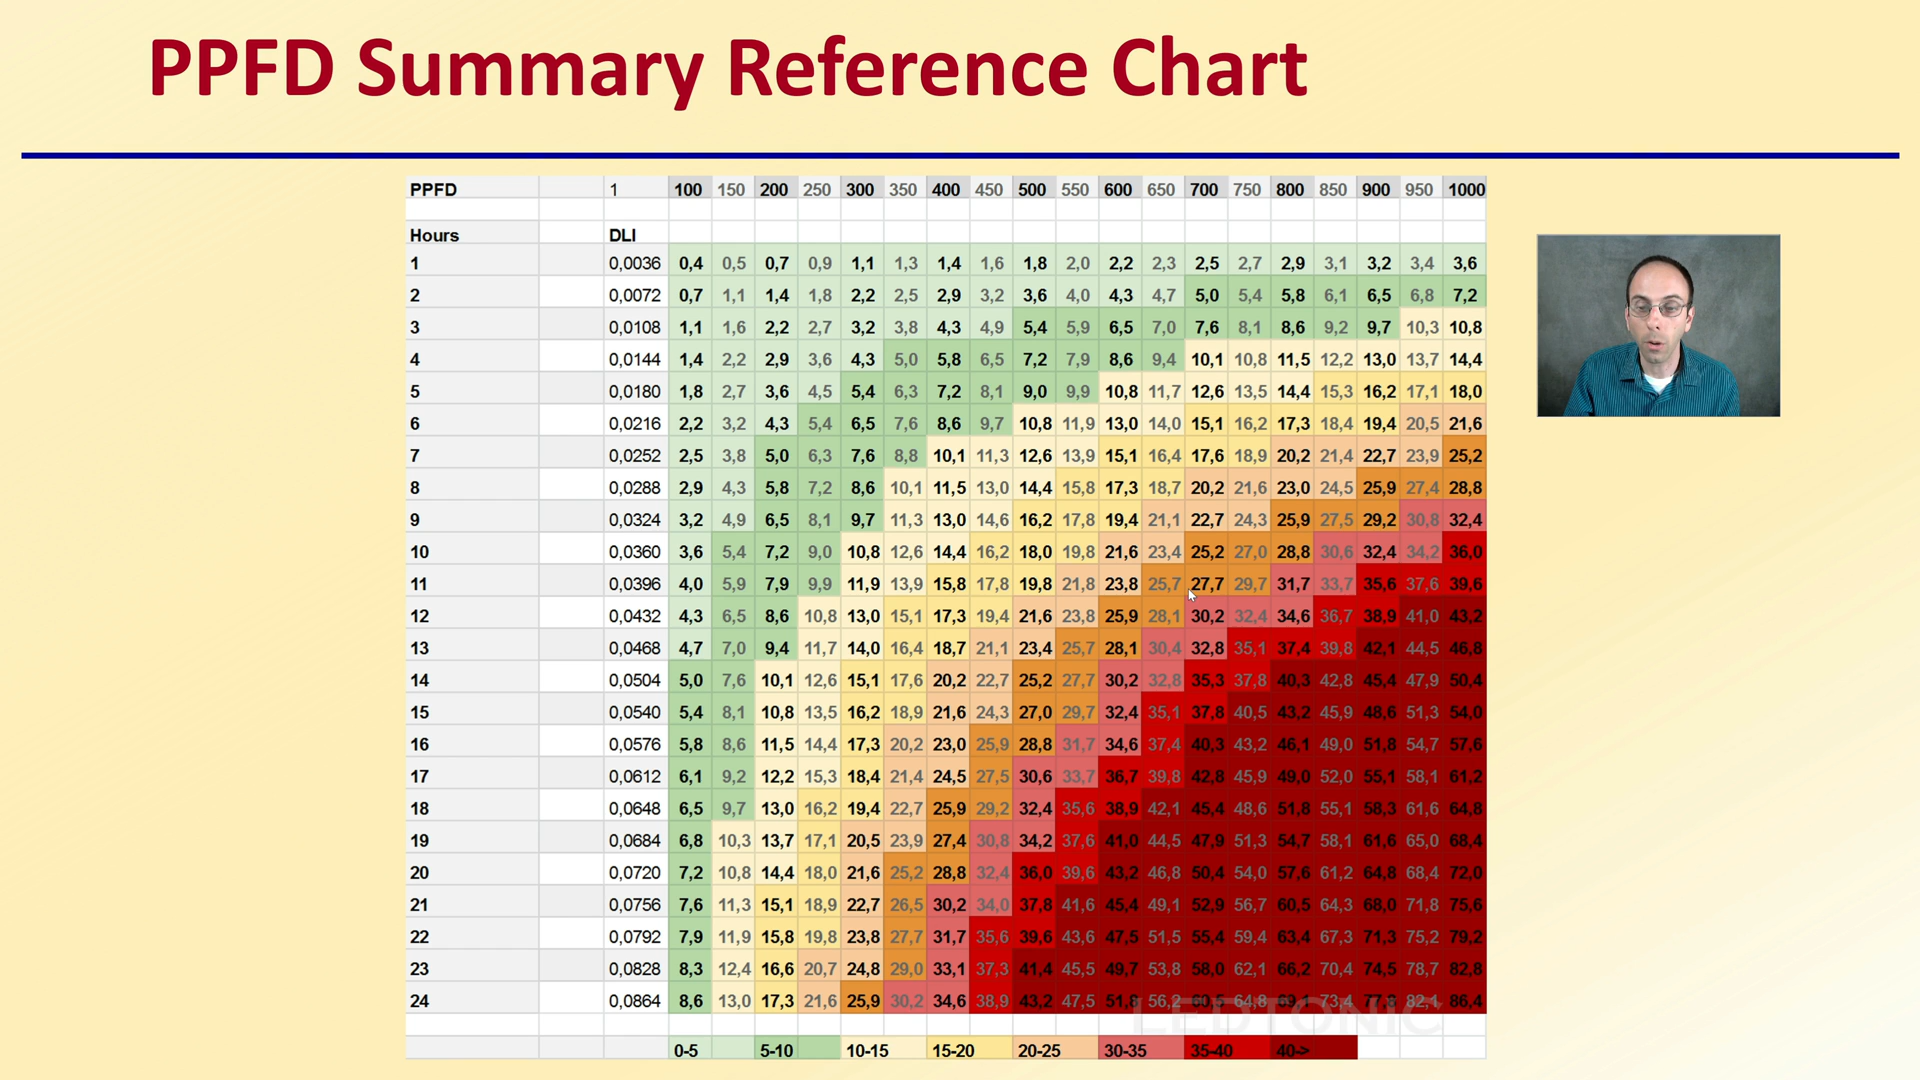 PPFD Summary Reference Chart
PPFD 1 100 150 200 250 300 350 400 450 500 550 600 650 700 750 800 850 900 950 1000
Hours DLI
1 0,0036 0,4 0,5 0,7 0,9 1,1 1,3 1,4 1,6 1,8 2,0 2,2 2,3 2,5 2,7 2,9 3,1 3,2 3,4 3,6
2 0,0072 0,7 1,1 1,4 1,8 2,2 2,5 2,9 3,2 3,6 4,0 4,3 4,7 5,0 5,4 5,8 6,1 6,5 6,8 7,2
3 0,0108 1,1 1,6 2,2 2,7 3,2 3,8 4,3 4,9 5,4 5,9 6,5 7,0 7,6 8,1 8,6 9,2 9,7 10,3 10,8
4 0,0144 1,4 2,2 2,9 3,6 4,3 5,0 5,8 6,5 7,2 7,9 8,6 9,4 10,1 10,8 11,5 12,2 13,0 13,7 14,4
5 0,0180 1,8 2,7 3,6 4,5 5,4 6,3 7,2 8,1 9,0 9,9 10,8 11,7 12,6 13,5 14,4 15,3 16,2 17,1 18,0
6 0,0216 2,2 3,2 4,3 5,4 6,5 7,6 8,6 9,7 10,8 11,9 13,0 14,0 15,1 16,2 17,3 18,4 19,4 20,5 21,6
7 0,0252 2,5 3,8 5,0 6,3 7,6 8,8 10,1 11,3 12,6 13,9 15,1 16,4 17,6 18,9 20,2 21,4 22,7 23,9 25,2
8 0,0288 2,9 4,3 5,8 7,2 8,6 10,1 11,5 13,0 14,4 15,8 17,3 18,7 20,2 21,6 23,0 24,5 25,9 27,4 28,8
9 0,0324 3,2 4,9 6,5 8,1 9,7 11,3 13,0 14,6 16,2 17,8 19,4 21,1 22,7 24,3 25,9 27,5 29,2 30,8 32,4
10 0,0360 3,6 5,4 7,2 9,0 10,8 12,6 14,4 16,2 18,0 19,8 21,6 23,4 25,2 27,0 28,8 30,6 32,4 34,2 36,0
11 0,0396 4,0 5,9 7,9 9,9 11,9 13,9 15,8 17,8 19,8 21,8 23,8 25,7 27,7 29,7 31,7 33,7 35,6 37,6 39,6
12 0,0432 4,3 6,5 8,6 10,8 13,0 15,1 17,3 19,4 21,6 23,8 25,9 28,1 30,2 32,4 34,6 36,7 38,9 41,0 43,2
13 0,0468 4,7 7,0 9,4 11,7 14,0 16,4 18,7 21,1 23,4 25,7 28,1 30,4 32,8 35,1 37,4 39,8 42,1 44,5 46,8
14 0,0504 5,0 7,6 10,1 12,6 15,1 17,6 20,2 22,7 25,2 27,7 30,2 32,8 35,3 37,8 40,3 42,8 45,4 47,9 50,4
15 0,0540 5,4 8,1 10,8 13,5 16,2 18,9 21,6 24,3 27,0 29,7 32,4 35,1 37,8 40,5 43,2 45,9 48,6 51,3 54,0
16 0,0576 5,8 8,6 11,5 14,4 17,3 20,2 23,0 25,9 28,8 31,7 34,6 37,4 40,3 43,2 46,1 49,0 51,8 54,7 57,6
17 0,0612 6,1 9,2 12,2 15,3 18,4 21,4 24,5 27,5 30,6 33,7 36,7 39,8 42,8 45,9 49,0 52,0 55,1 58,1 61,2
18 0,0648 6,5 9,7 13,0 16,2 19,4 22,7 25,9 29,2 32,4 35,6 38,9 42,1 45,4 48,6 51,8 55,1 58,3 61,6 64,8
19 0,0684 6,8 10,3 13,7 17,1 20,5 23,9 27,4 30,8 34,2 37,6 41,0 44,5 47,9 51,3 54,7 58,1 61,6 65,0 68,4
20 0,0720 7,2 10,8 14,4 18,0 21,6 25,2 28,8 32,4 36,0 39,6 43,2 46,8 50,4 54,0 57,6 61,2 64,8 68,4 72,0
21 0,0756 7,6 11,3 15,1 18,9 22,7 26,5 30,2 34,0 37,8 41,6 45,4 49,1 52,9 56,7 60,5 64,3 68,0 71,8 75,6
22 0,0792 7,9 11,9 15,8 19,8 23,8 27,7 31,7 35,6 39,6 43,6 47,5 51,5 55,4 59,4 63,4 67,3 71,3 75,2 79,2
23 0,0828 8,3 12,4 16,6 20,7 24,8 29,0 33,1 37,3 41,4 45,5 49,7 53,8 58,0 62,1 66,2 70,4 74,5 78,7 82,8
24 0,0864 8,6 13,0 17,3 21,6 25,9 30,2 34,6 38,9 43,2 47,5 51,8 56,2 60,5 64,8 69,1 73,4 77,8 82,1 86,4
LEDTONIC
0-5 5-10 10-15 15-20 20-25 30-35 35-40 40->